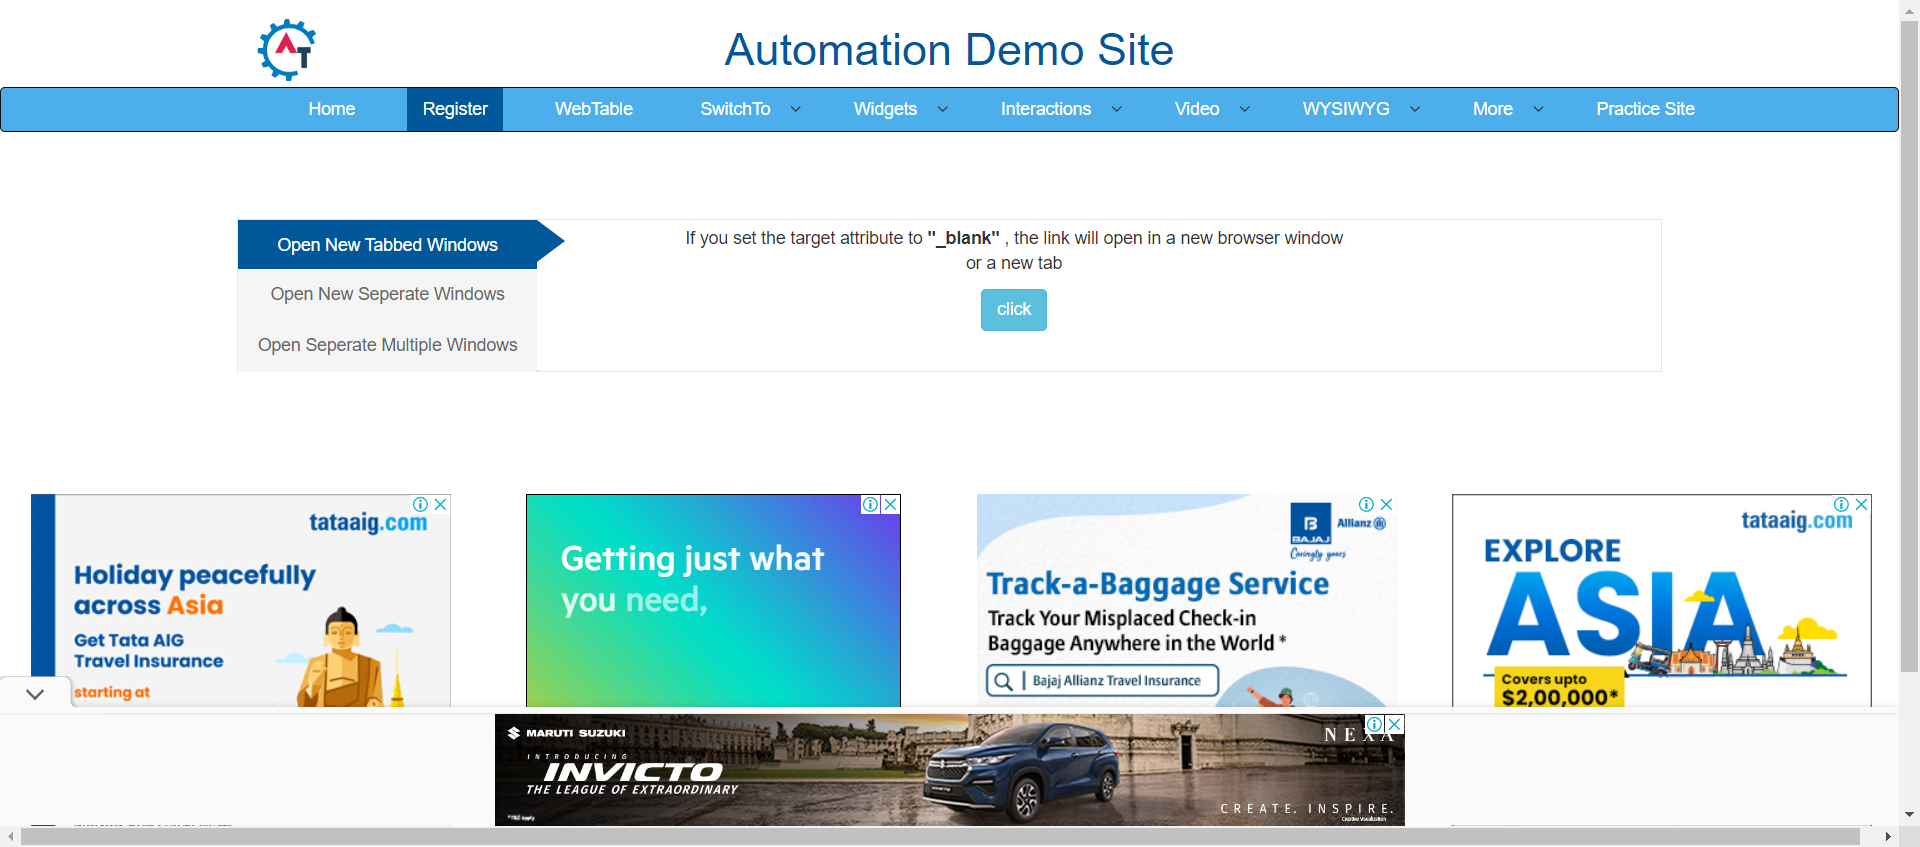 AT
Automation Demo Site
Home Register WebTable SwitchTo Widgets Interactions Video WYSIWYG More Practice Site
Open New Tabbed Windows
Open New Seperate Windows
Open Seperate Multiple Windows
If you set the target attribute to "_blank" , the link will open in a new browser window
or a new tab
click
tataaig.com
Holiday peacefully
across Asia
Get Tata AIG
Travel Insurance
starting at
Getting just what
you need,
B
BAJAJ
Allianz
Caringly yours
Track-a-Baggage Service
Track Your Misplaced Check-in
Baggage Anywhere in the World *
Bajaj Allianz Travel Insurance
tataaig.com
EXPLORE
ASIA
Covers upto
$2,00,000*
MARUTI SUZUKI
INTRODUCING
INVICTO
THE LEAGUE OF EXTRAORDINARY
NEXA
CREATE. INSPIRE.
Creative visualization.